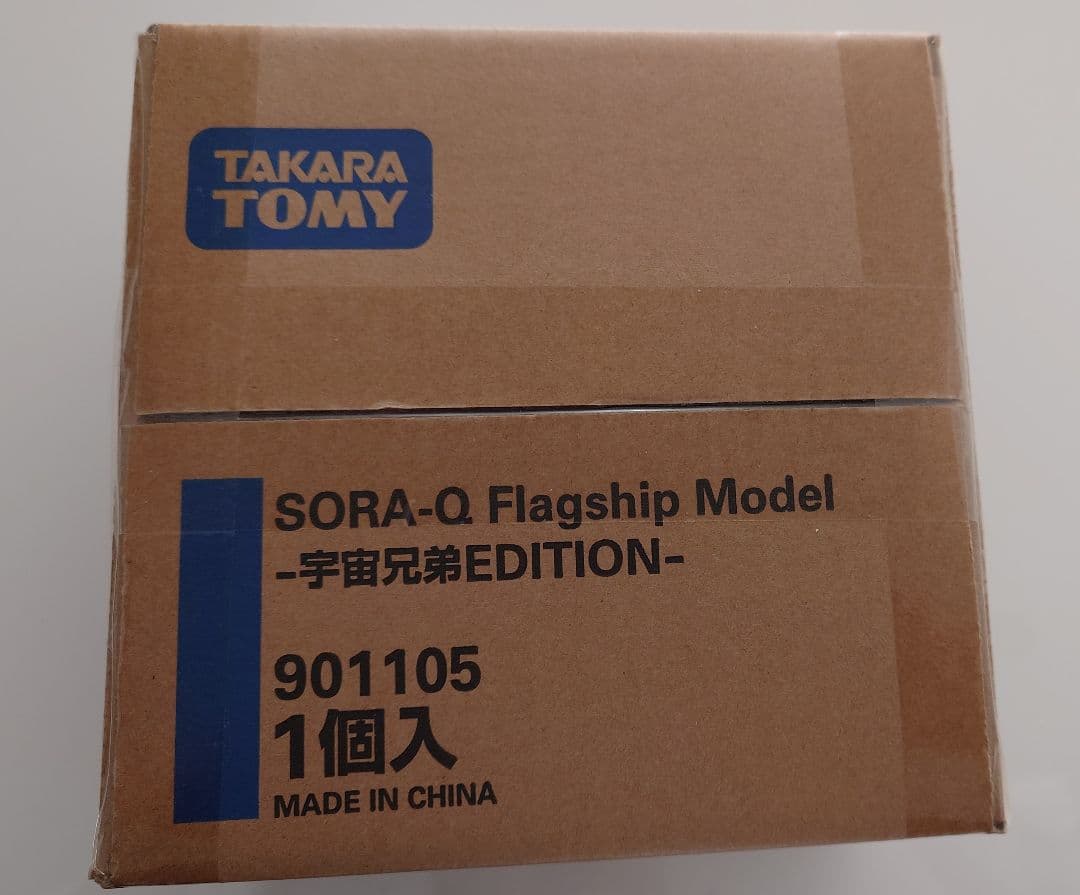 TAKARA
TOMY
SORA-Q Flagship Model
-宇宙兄弟EDITION-
901105
1個入
MADE IN CHINA